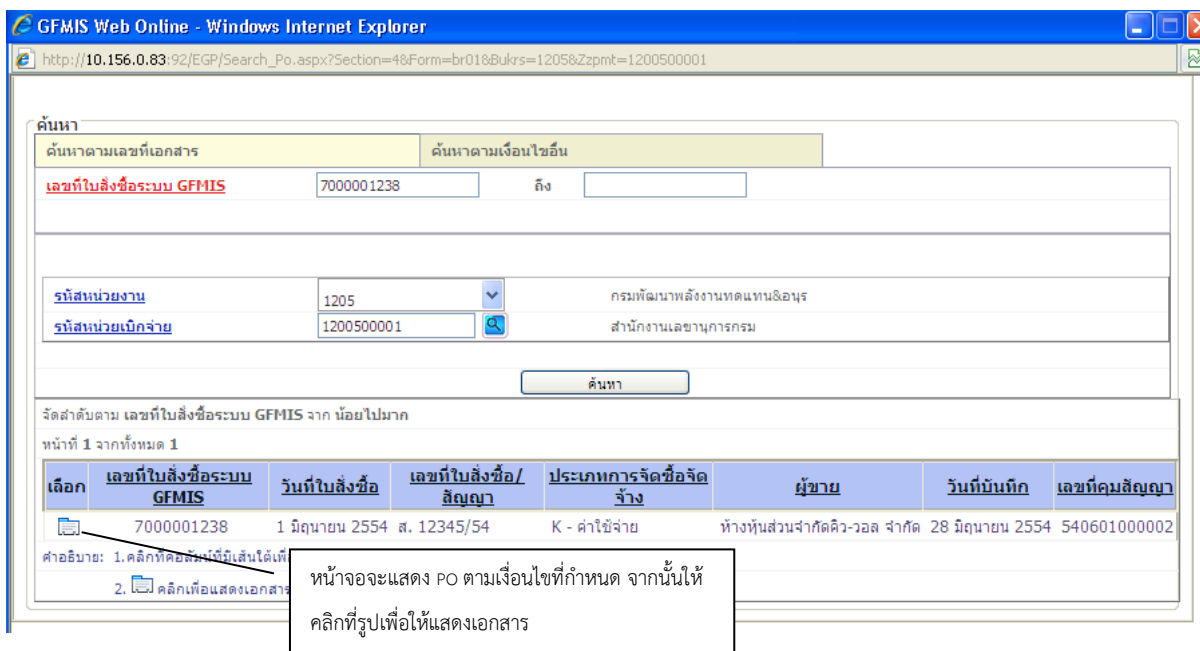 GFMIS Web Online - Windows Internet Explorer
http://10.156.0.83:92/EGP/Search_Po.aspx?Section=4&Form=br01&Bukrs=1205&Zzpmt=1200500001
ค้นหา
ค้นหาตามเลขที่เอกสาร ค้นหาตามเงื่อนไขอื่น
เลขที่ใบสั่งซื้อระบบ GFMIS 7000001238 ถึง
รหัสหน่วยงาน 1205 กรมพัฒนาพลังงานทดแทน&อนุร
รหัสหน่วยเบิกจ่าย 1200500001 สำนักงานเลขานุการกรม
ค้นหา
จัดลำดับตาม เลขที่ใบสั่งซื้อระบบ GFMIS จาก น้อยไปมาก
หน้าที่ 1 จากทั้งหมด 1
เลือก เลขที่ใบสั่งซื้อระบบ GFMIS วันที่ใบสั่งซื้อ เลขที่ใบสั่งซื้อ/สัญญา ประเภทการจัดซื้อจัดจ้าง ผู้ขาย วันที่บันทึก เลขที่คุมสัญญา
7000001238 1 มิถุนายน 2554 ส. 12345/54 K - ค่าใช้จ่าย ห้างหุ้นส่วนจำกัดคิว-วอล จำกัด 28 มิถุนายน 2554 540601000002
คำอธิบาย: 1.คลิกที่คอลัมน์ที่มีเส้นใต้เพื่
2. คลิกเพื่อแสดงเอกสาร
หน้าจอจะแสดง PO ตามเงื่อนไขที่กำหนด จากนั้นให้
คลิกที่รูปเพื่อให้แสดงเอกสาร